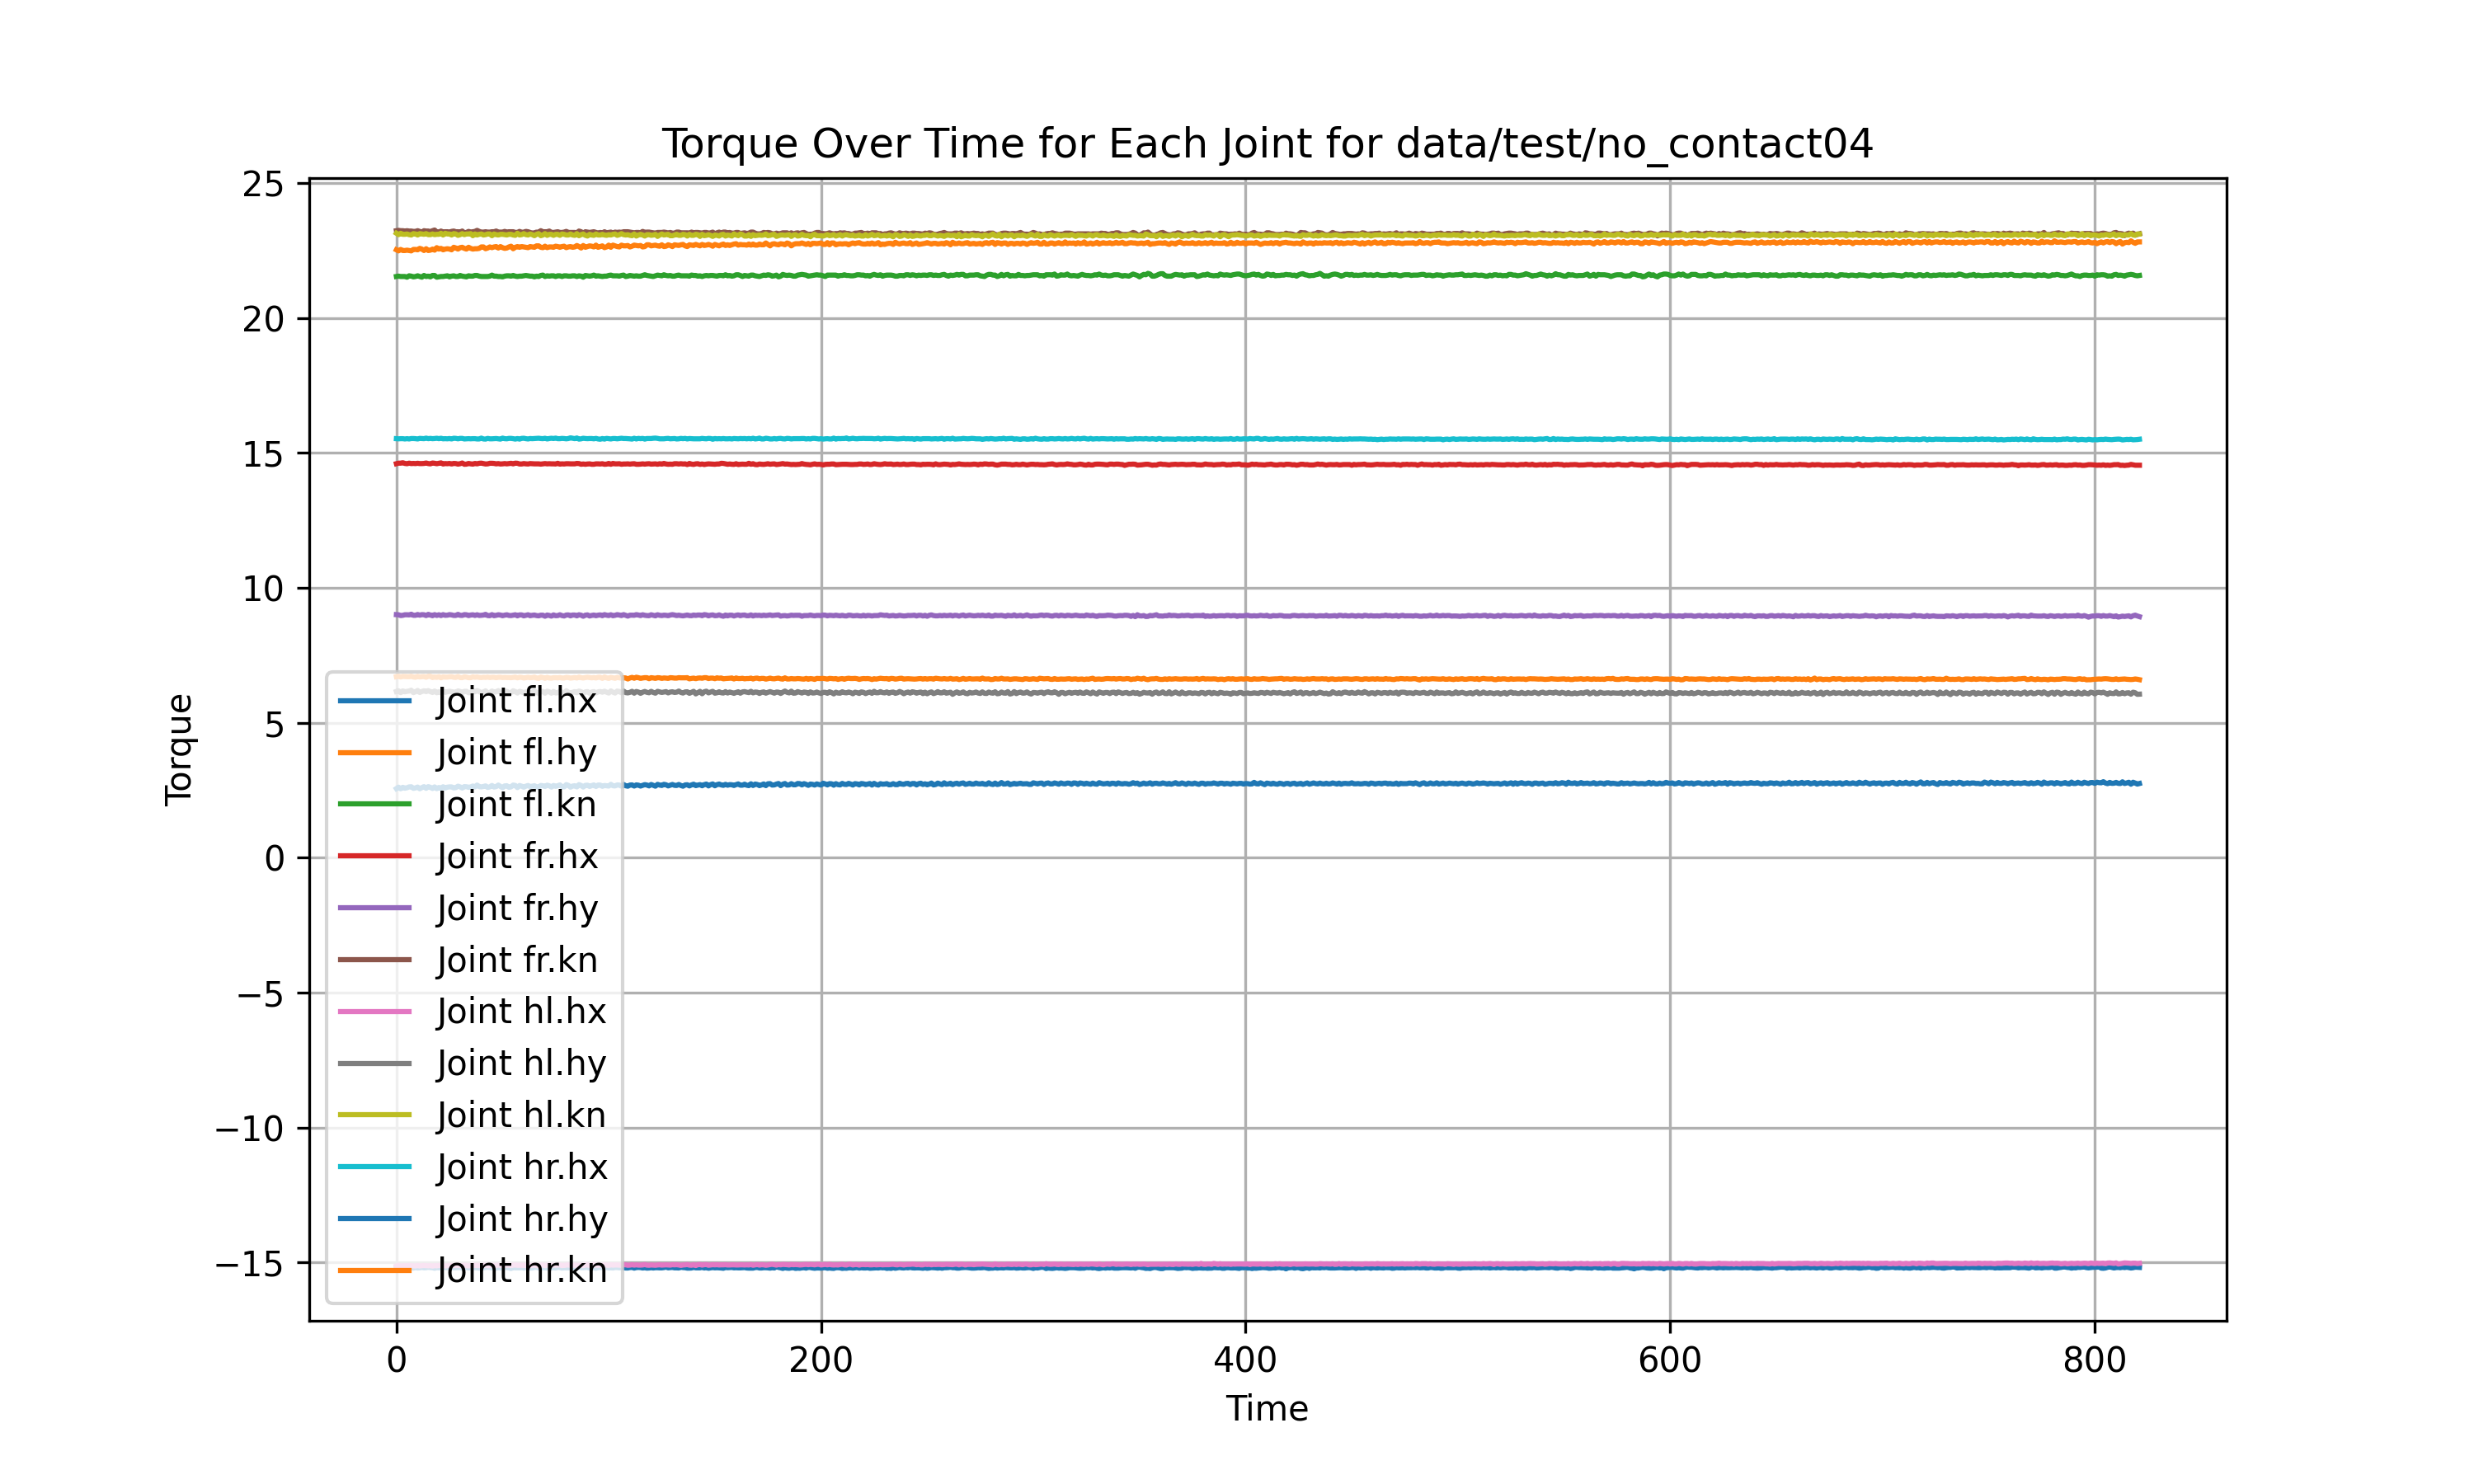 Torque Over Time for Each Joint for data/test/no_contact04
25
20
15
10
5
0
−5
−10
−15
Torque
Joint fl.hx
Joint fl.hy
Joint fl.kn
Joint fr.hx
Joint fr.hy
Joint fr.kn
Joint hl.hx
Joint hl.hy
Joint hl.kn
Joint hr.hx
Joint hr.hy
Joint hr.kn
0 200 400 600 800
Time